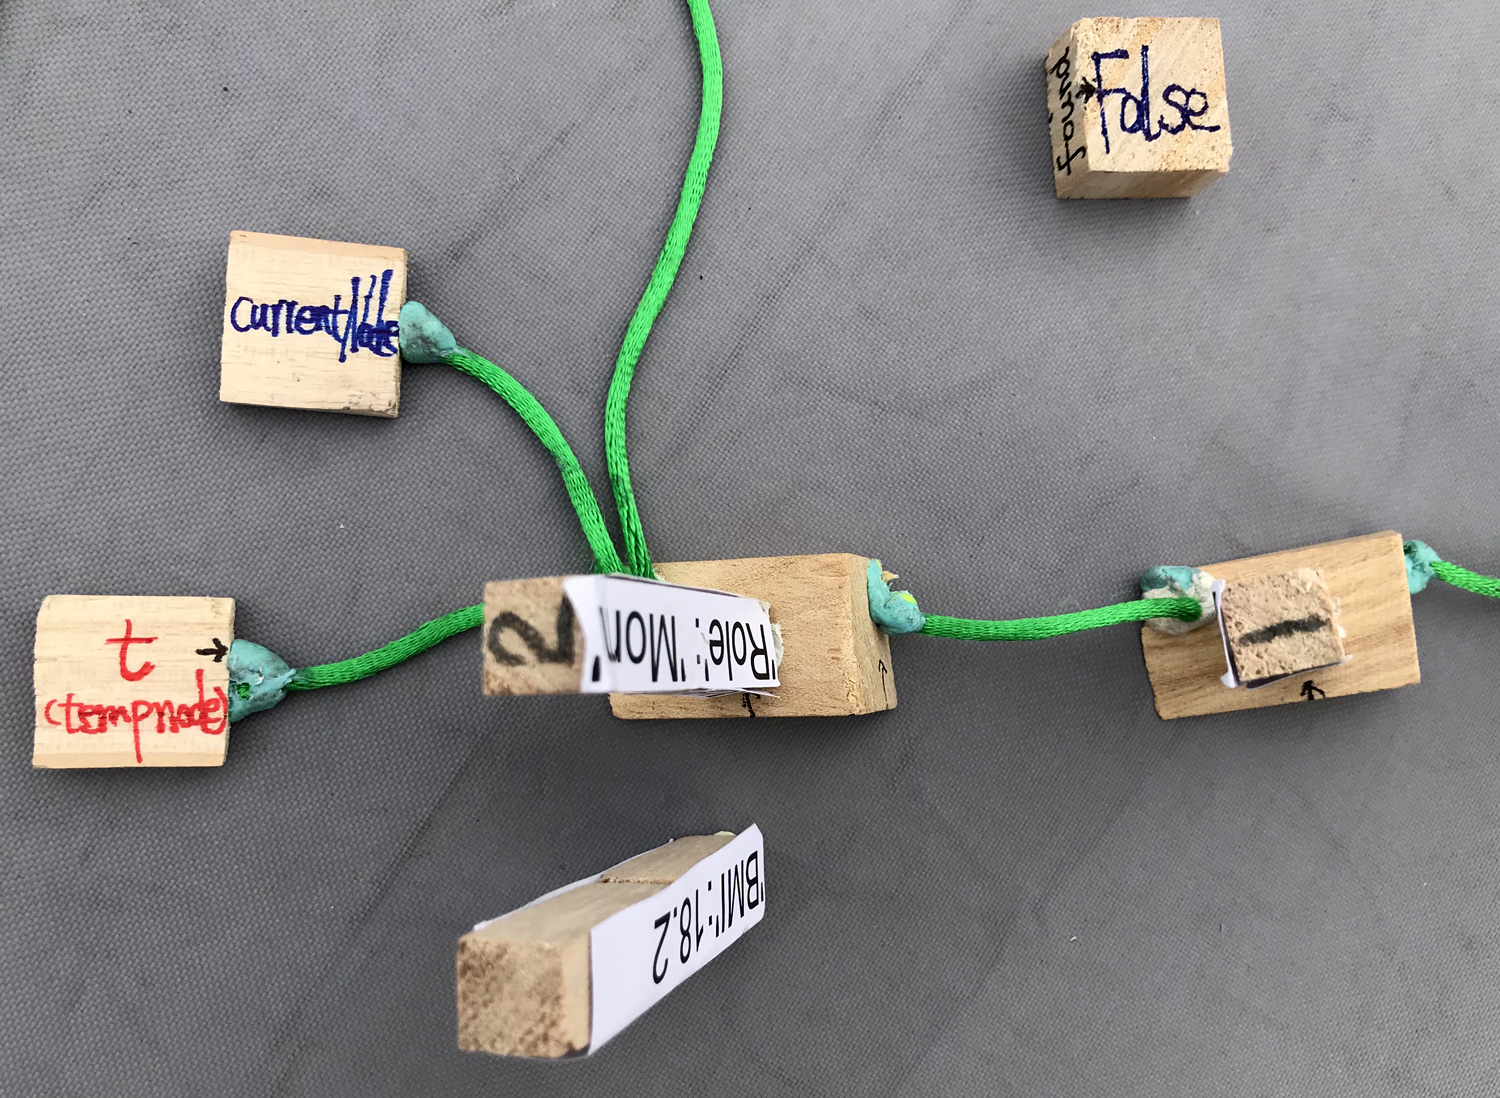 found
False
currentNode
t
(tempnode)
2
'Role': 'Mon
1
'BMI':18.2